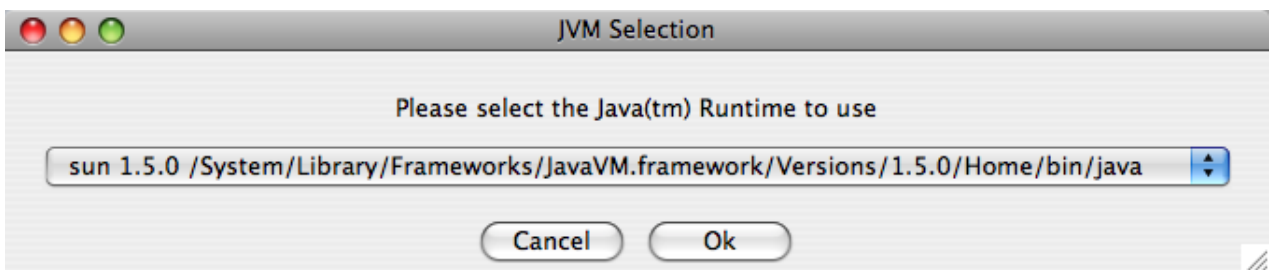 JVM Selection
Please select the Java(tm) Runtime to use
sun 1.5.0 /System/Library/Frameworks/JavaVM.framework/Versions/1.5.0/Home/bin/java
Cancel Ok